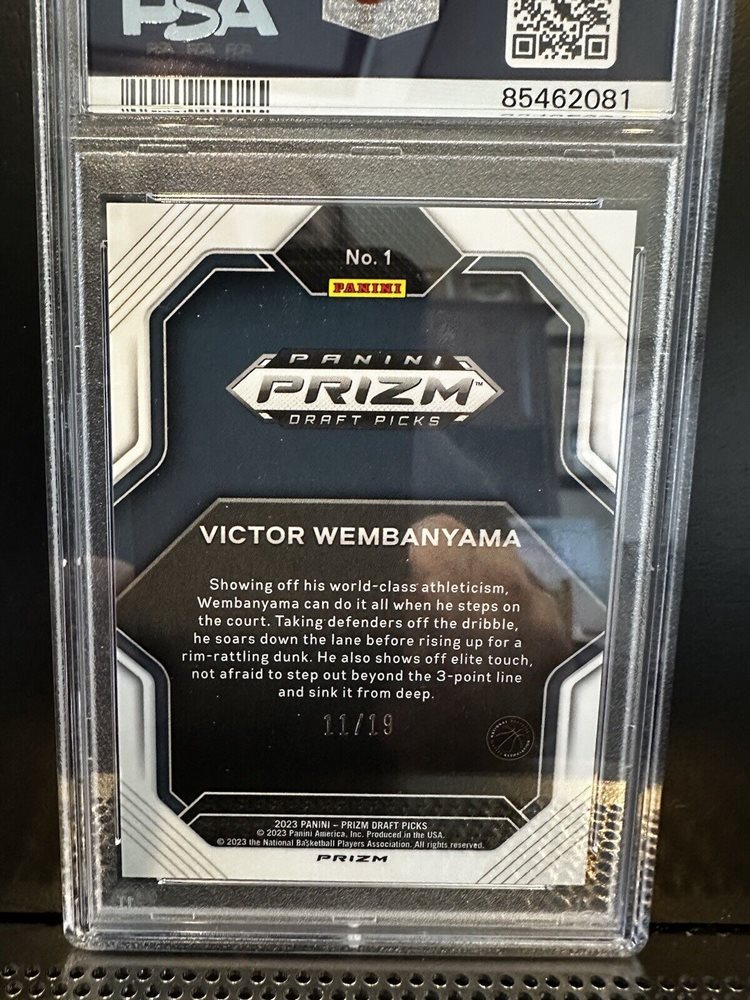 PSA
PSA PSA PSA
85462081
No. 1
PANINI
PANINI
PRIZM™
DRAFT PICKS
VICTOR WEMBANYAMA
Showing off his world-class athleticism,
Wembanyama can do it all when he steps on
the court. Taking defenders off the dribble,
he soars down the lane before rising up for a
rim-rattling dunk. He also shows off elite touch,
not afraid to step out beyond the 3-point line
and sink it from deep.
11/19
2023 PANINI – PRIZM DRAFT PICKS
© 2023 Panini America, Inc. Produced in the USA.
© 2023 the National Basketball Players Association. All rights reserved.
PRIZM